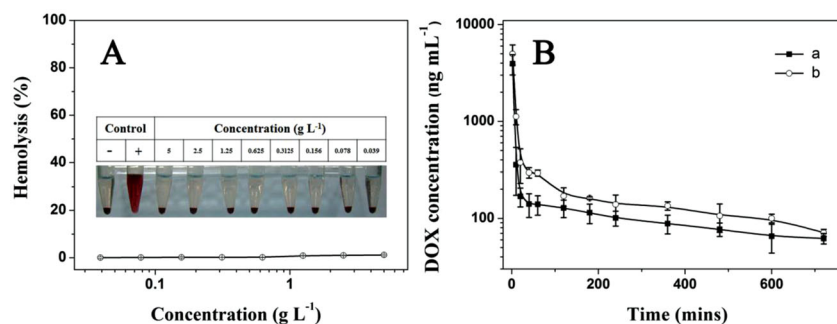 A
Hemolysis (%)
100
80
60
40
20
0
Control
Concentration (g L-1)
- + 5 2.5 1.25 0.625 0.3125 0.156 0.078 0.039
0.1 1
Concentration (g L-1)
B
DOX concentration (ng mL-1)
10000
1000
100
a
b
0 200 400 600
Time (mins)